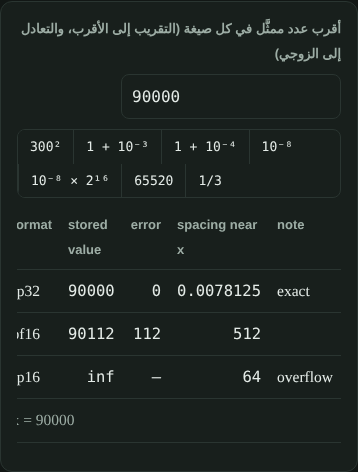 أقرب عدد ممثَّل في كل صيغة (التقريب إلى الأقرب، والتعادل
إلى الزوجي)
90000
300² 1 + 10⁻³ 1 + 10⁻⁴ 10⁻⁸
10⁻⁸ × 2¹⁶ 65520 1/3
ormat stored value error spacing near x note
p32 90000 0 0.0078125 exact
of16 90112 112 512
p16 inf — 64 overflow
: = 90000